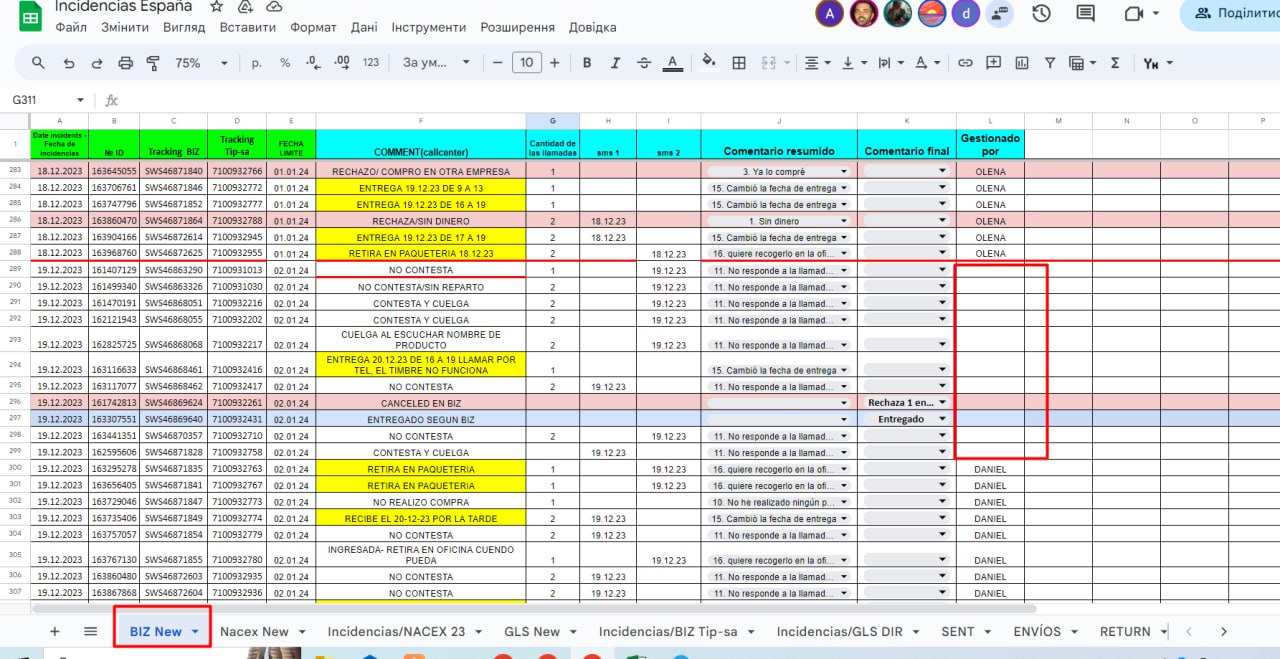 Incidencias España
Файл Змінити Вигляд Вставити Формат Дані Інструменти Розширення Довідка
A d Поділитис
75% р. % .0 .00 123 За ум... 10 B I S A Σ Ун
G311 fx
A B C D E F G H I J K L M N O P
1 Date incidents - Fecha de incidencias № ID Tracking BIZ Tracking Tip-sa FECHA LIMITE COMMENT(callcenter) Cantidad de las llamadas sms 1 sms 2 Comentario resumido Comentario final Gestionado por
283 18.12.2023 163645055 SWS46871840 7100932766 01.01.24 RECHAZO/ COMPRO EN OTRA EMPRESA 1 3. Ya lo compré OLENA
284 18.12.2023 163706761 SWS46871846 7100932772 01.01.24 ENTREGA 19.12.23 DE 9 A 13 1 15. Cambiò la fecha de entrega OLENA
285 18.12.2023 163747796 SWS46871852 7100932777 01.01.24 ENTREGA 19.12.23 DE 16 A 19 1 15. Cambiò la fecha de entrega OLENA
286 18.12.2023 163860470 SWS46871864 7100932788 01.01.24 RECHAZA/SIN DINERO 2 18.12.23 1. Sin dinero OLENA
287 18.12.2023 163904166 SWS46872614 7100932945 01.01.24 ENTREGA 19.12.23 DE 17 A 19 2 18.12.23 15. Cambiò la fecha de entrega OLENA
288 18.12.2023 163968760 SWS46872625 7100932955 01.01.24 RETIRA EN PAQUETERIA 18.12.23 2 18.12.23 16. quiere recogerlo en la ofi... OLENA
289 19.12.2023 161407129 SWS46863290 7100931013 02.01.24 NO CONTESTA 1 19.12.23 11. No responde a la llamad...
290 19.12.2023 161499340 SWS46863326 7100931030 02.01.24 NO CONTESTA/SIN REPARTO 2 19.12.23 11. No responde a la llamad...
291 19.12.2023 161470191 SWS46868051 7100932216 02.01.24 CONTESTA Y CUELGA 2 19.12.23 11. No responde a la llamad...
292 19.12.2023 162121943 SWS46868055 7100932202 02.01.24 CONTESTA Y CUELGA 2 19.12.23 11. No responde a la llamad...
293 19.12.2023 162825725 SWS46868068 7100932217 02.01.24 CUELGA AL ESCUCHAR NOMBRE DE PRODUCTO 2 19.12.23 11. No responde a la llamad...
294 19.12.2023 163116633 SWS46868461 7100932416 02.01.24 ENTREGA 20.12.23 DE 16 A 19 LLAMAR POR TEL, EL TIMBRE NO FUNCIONA 1 15. Cambiò la fecha de entrega
295 19.12.2023 163117077 SWS46868462 7100932417 02.01.24 NO CONTESTA 2 19.12.23 11. No responde a la llamad...
296 19.12.2023 161742813 SWS46869624 7100932261 02.01.24 CANCELED EN BIZ Rechaza 1 en...
297 19.12.2023 163307551 SWS46869640 7100932431 02.01.24 ENTREGADO SEGUN BIZ Entregado
298 19.12.2023 163441351 SWS46870357 7100932710 02.01.24 NO CONTESTA 2 19.12.23 11. No responde a la llamad...
299 19.12.2023 162595606 SWS46871828 7100932758 02.01.24 CONTESTA Y CUELGA 19.12.23 11. No responde a la llamad...
300 19.12.2023 163295278 SWS46871835 7100932763 02.01.24 RETIRA EN PAQUETERIA 1 19.12.23 16. quiere recogerlo en la ofi... DANIEL
301 19.12.2023 163656405 SWS46871841 7100932767 02.01.24 RETIRA EN PAQUETERIA 1 19.12.23 16. quiere recogerlo en la ofi... DANIEL
302 19.12.2023 163729046 SWS46871847 7100932773 02.01.24 NO REALIZO COMPRA 1 10. No he realizado ningún p... DANIEL
303 19.12.2023 163735406 SWS46871849 7100932774 02.01.24 RECIBE EL 20-12-23 POR LA TARDE 2 19.12.23 15. Cambiò la fecha de entrega DANIEL
304 19.12.2023 163757057 SWS46871854 7100932779 02.01.24 NO CONTESTA 2 19.12.23 11. No responde a la llamad... DANIEL
305 19.12.2023 163767130 SWS46871855 7100932780 02.01.24 INGRESADA- RETIRA EN OFICINA CUENDO PUEDA 1 19.12.23 16. quiere recogerlo en la ofi... DANIEL
306 19.12.2023 163860480 SWS46872603 7100932935 02.01.24 NO CONTESTA 2 19.12.23 11. No responde a la llamad... DANIEL
307 19.12.2023 163867868 SWS46872604 7100932936 02.01.24 NO CONTESTA 2 19.12.23 11. No responde a la llamad... DANIEL
BIZ New Nacex New Incidencias/NACEX 23 GLS New Incidencias/BIZ Tip-sa Incidencias/GLS DIR SENT ENVÍOS RETURN